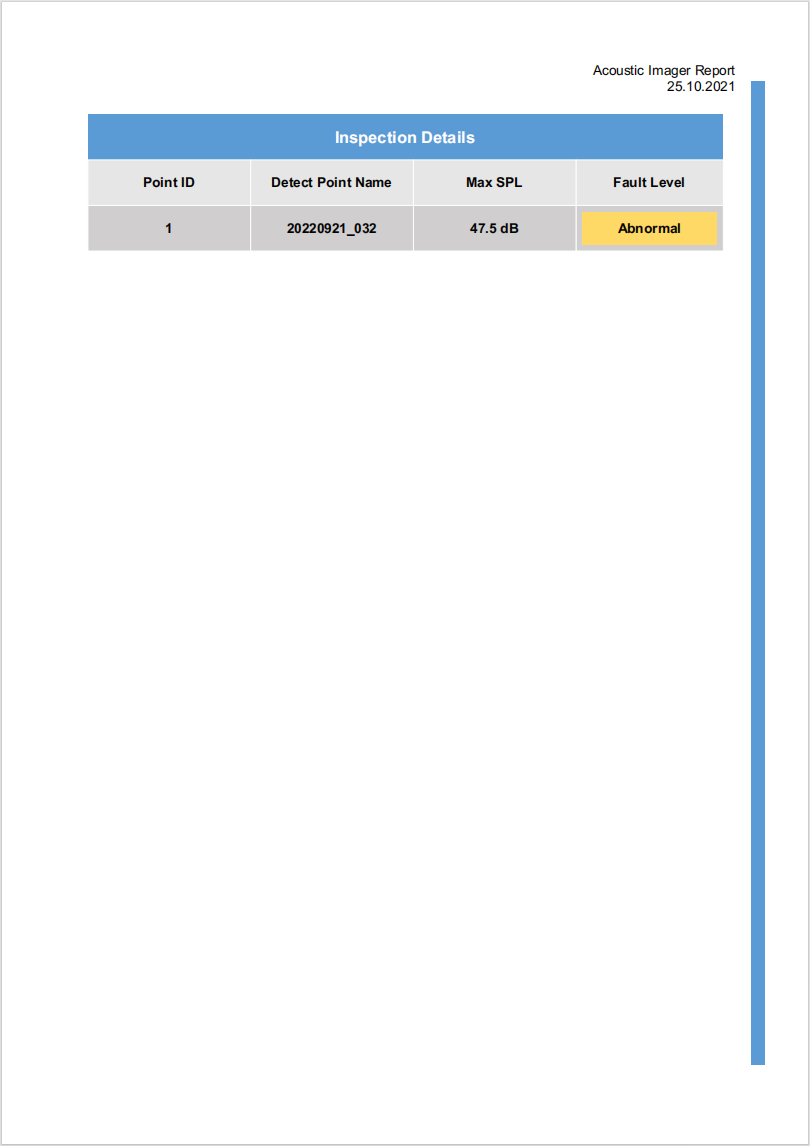 Acoustic Imager Report
25.10.2021
Inspection Details
Point ID Detect Point Name Max SPL Fault Level
1 20220921_032 47.5 dB Abnormal